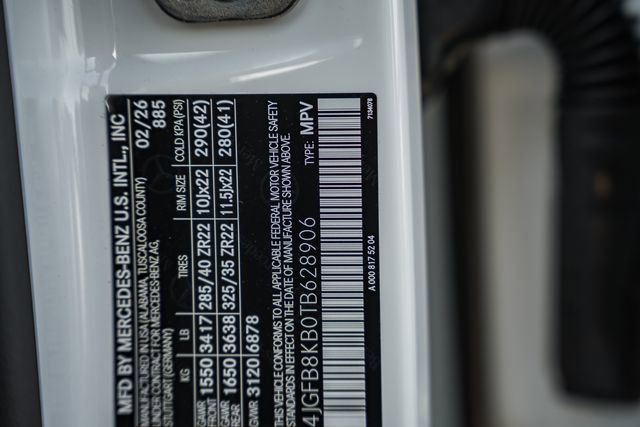 MFD BY MERCEDES-BENZ U.S. INTL., INC
MANUFACTURED IN USA (ALABAMA, TUSCALOOSA COUNTY)
UNDER CONTRACT FOR MERCEDES-BENZ AG,
STUTTGART (GERMANY)
02/26
885
KG LB TIRES RIM SIZE COLD KPA(PSI)
GAWR FRONT 1550 3417 285/40 ZR22 10Jx22 290(42)
GAWR REAR 1650 3638 325/35 ZR22 11.5Jx22 280(41)
GVWR 3120 6878
THIS VEHICLE CONFORMS TO ALL APPLICABLE FEDERAL MOTOR VEHICLE SAFETY
STANDARDS IN EFFECT ON THE DATE OF MANUFACTURE SHOWN ABOVE.
4JGFB8KB0TB628906 TYPE: MPV
A 000 817 52 04